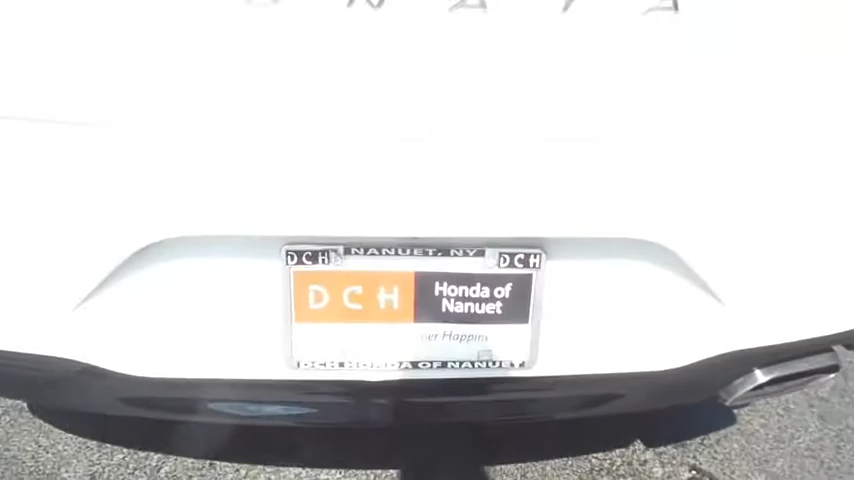 NANUET, NY
DCH
DCH
DCH
Honda of
Nanuet
DCH HONDA OF NANUET